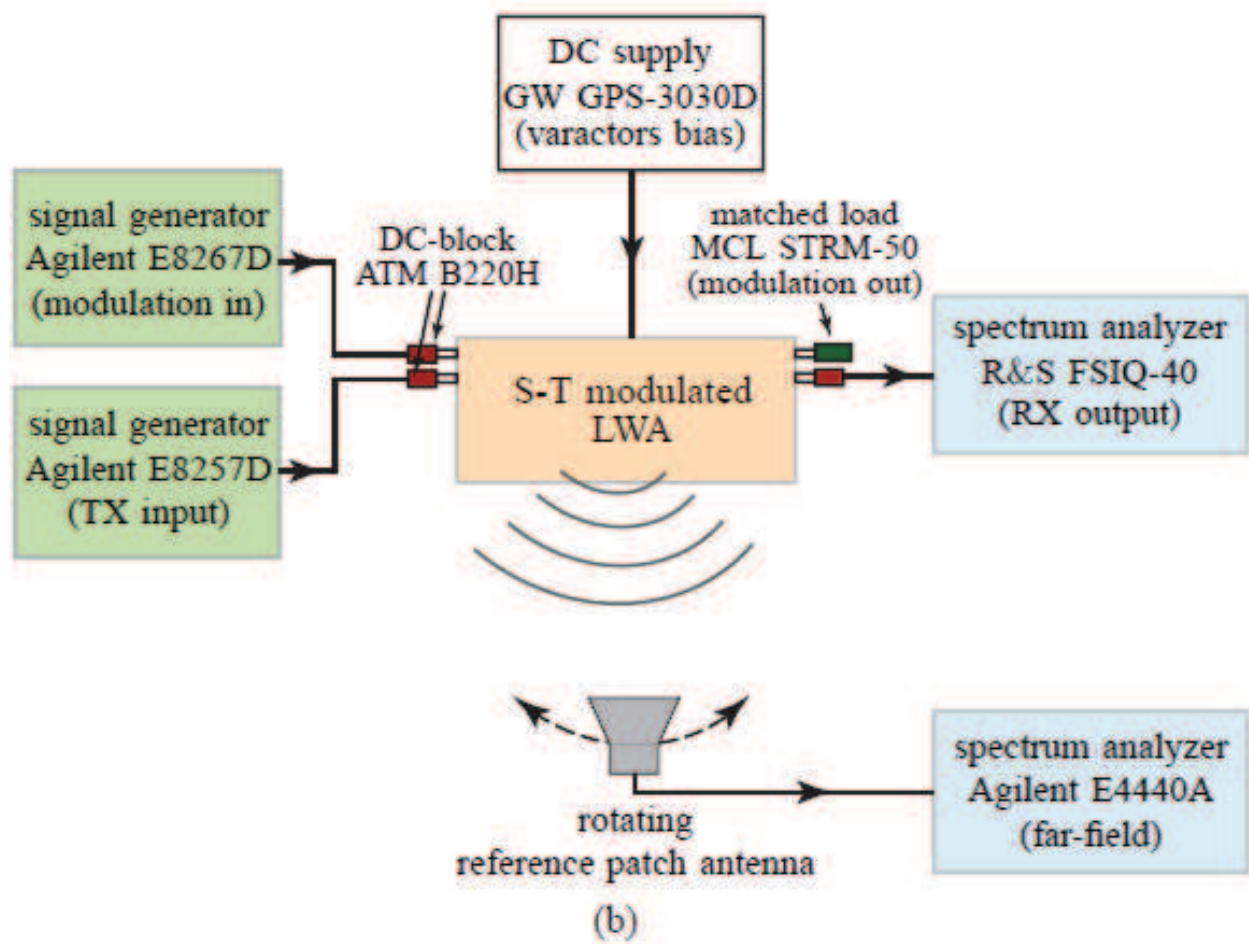 DC supply
GW GPS-3030D
(varactors bias)
signal generator
Agilent E8267D
(modulation in)
DC-block
ATM B220H
matched load
MCL STRM-50
(modulation out)
spectrum analyzer
R&S FSIQ-40
(RX output)
S-T modulated
LWA
signal generator
Agilent E8257D
(TX input)
spectrum analyzer
Agilent E4440A
(far-field)
rotating
reference patch antenna
(b)